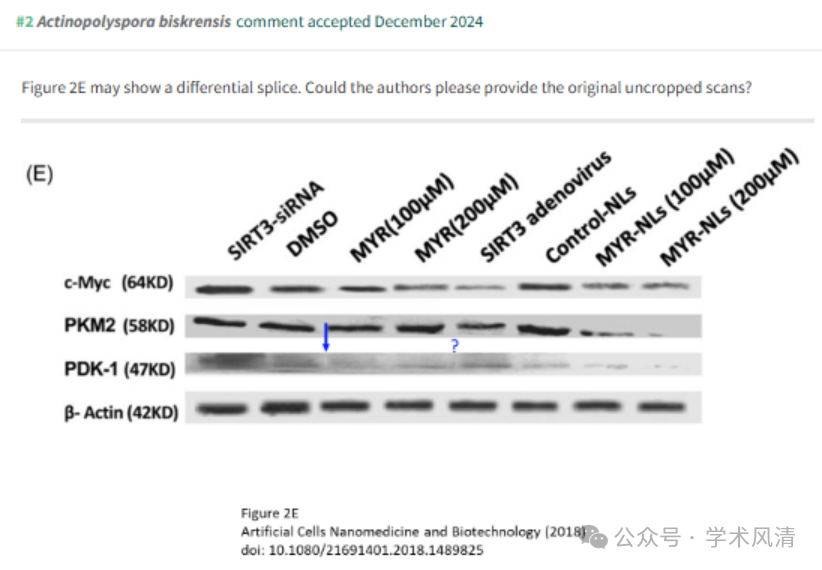 #2 Actinopolyspora biskrensis comment accepted December 2024
Figure 2E may show a differential splice. Could the authors please provide the original uncropped scans?
(E)
SIRT3-siRNA
DMSO
MYR(100μM)
MYR(200μM)
SIRT3 adenovirus
Control-NLs
MYR-NLs (100μM)
MYR-NLs (200μM)
c-Myc (64KD)
PKM2 (58KD)
?
PDK-1 (47KD)
β- Actin (42KD)
Figure 2E
Artificial Cells Nanomedicine and Biotechnology (2018)
doi: 10.1080/21691401.2018.1489825
公众号 · 学术风清